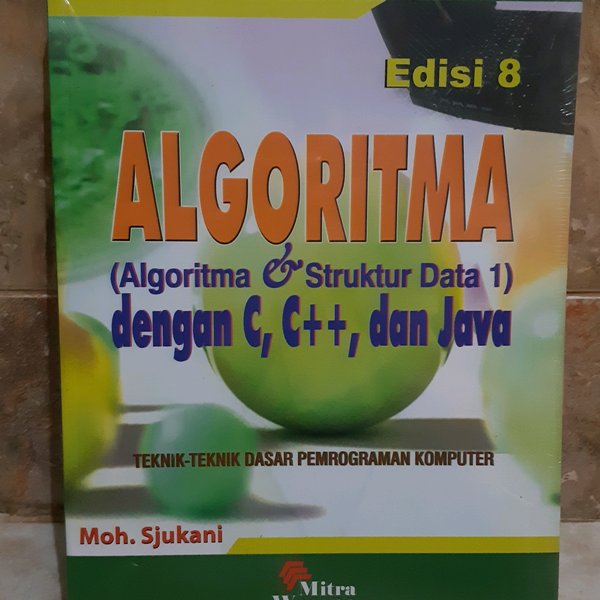 Edisi 8
ALGORITMA
(Algoritma & Struktur Data 1)
dengan C, C++, dan Java
TEKNIK-TEKNIK DASAR PEMROGRAMAN KOMPUTER
Moh. Sjukani
Mitra